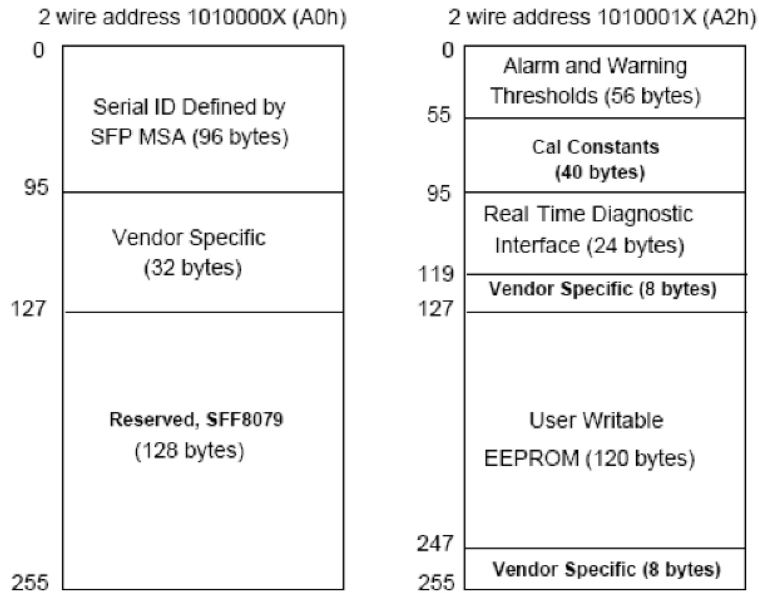 2 wire address 1010000X (A0h)
0
Serial ID Defined by
SFP MSA (96 bytes)
95
Vendor Specific
(32 bytes)
127
Reserved, SFF8079
(128 bytes)
255
2 wire address 1010001X (A2h)
0
Alarm and Warning
Thresholds (56 bytes)
55
Cal Constants
(40 bytes)
95
Real Time Diagnostic
Interface (24 bytes)
119
Vendor Specific (8 bytes)
127
User Writable
EEPROM (120 bytes)
247
Vendor Specific (8 bytes)
255